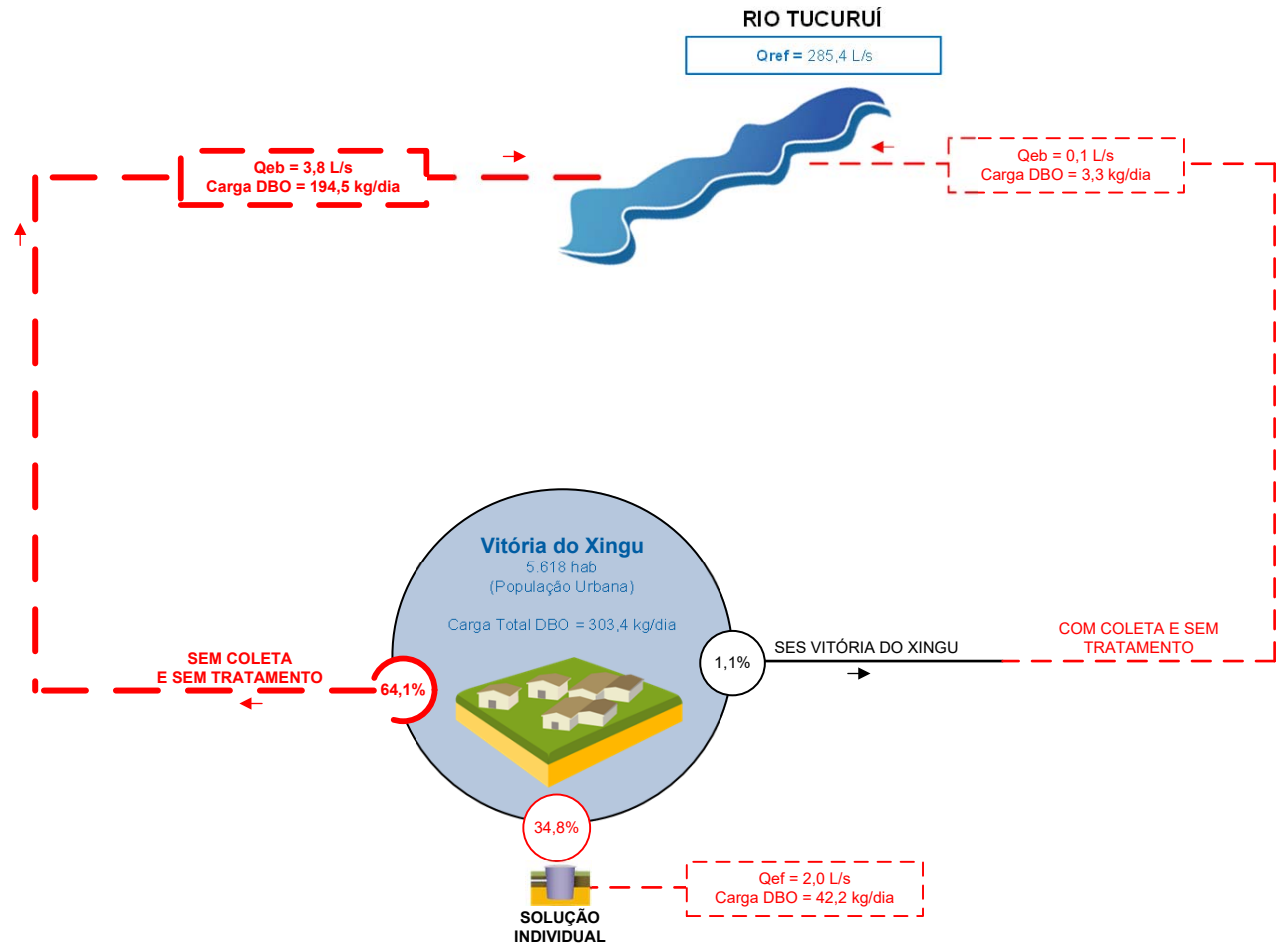 RIO TUCURUÍ
Qref = 285,4 L/s
Qeb = 3,8 L/s
Carga DBO = 194,5 kg/dia
Qeb = 0,1 L/s
Carga DBO = 3,3 kg/dia
Vitória do Xingu
5.618 hab
(População Urbana)
Carga Total DBO = 303,4 kg/dia
SEM COLETA
E SEM TRATAMENTO
64,1%
1,1%
SES VITÓRIA DO XINGU
COM COLETA E SEM
TRATAMENTO
34,8%
SOLUÇÃO
INDIVIDUAL
Qef = 2,0 L/s
Carga DBO = 42,2 kg/dia